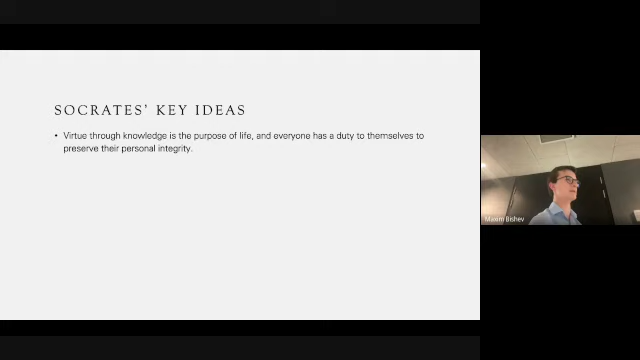 SOCRATES' KEY IDEAS
• Virtue through knowledge is the purpose of life, and everyone has a duty to themselves to
preserve their personal integrity.
Maxim Bishev